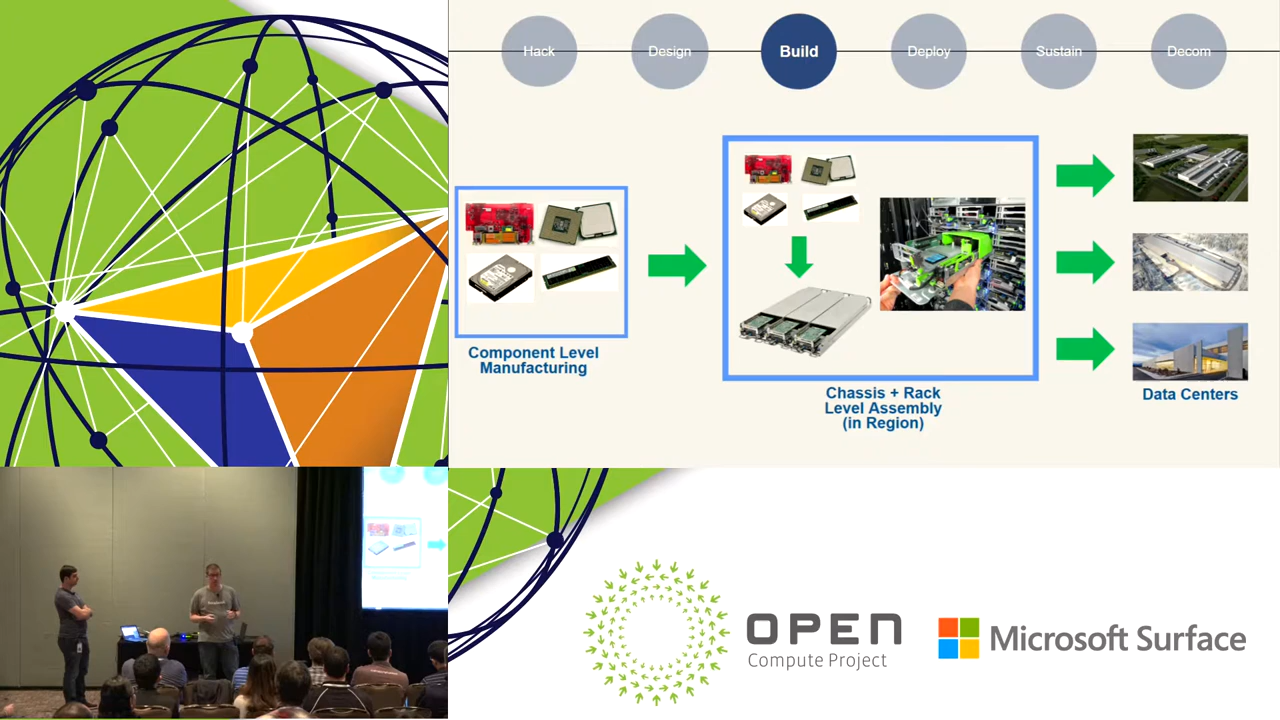 Hack
Design
Build
Deploy
Sustain
Decom
Component Level
Manufacturing
Chassis + Rack
Level Assembly
(in Region)
Data Centers
OPEN
Compute Project
Microsoft Surface